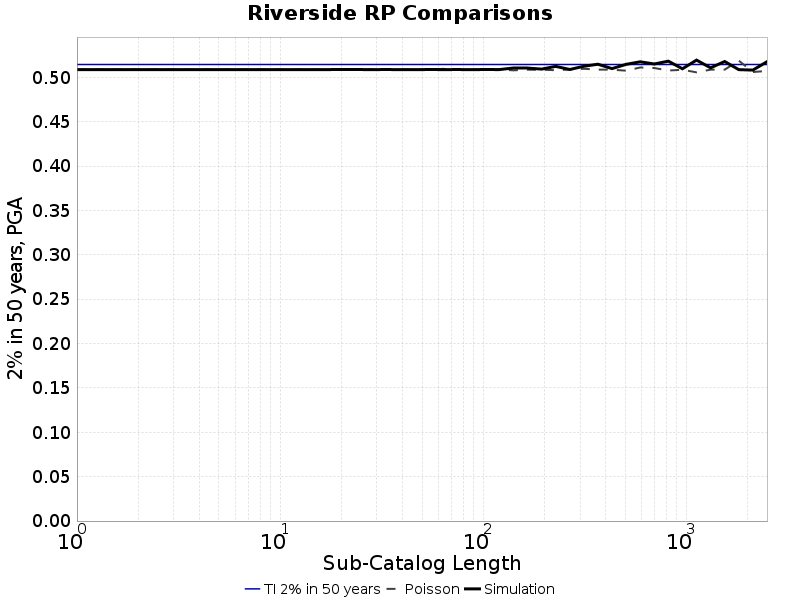 Riverside RP Comparisons
2% in 50 years, PGA
0.50
0.45
0.40
0.35
0.30
0.25
0.20
0.15
0.10
0.05
0.00
10^0 10^1 10^2 10^3
Sub-Catalog Length
TI 2% in 50 years Poisson Simulation